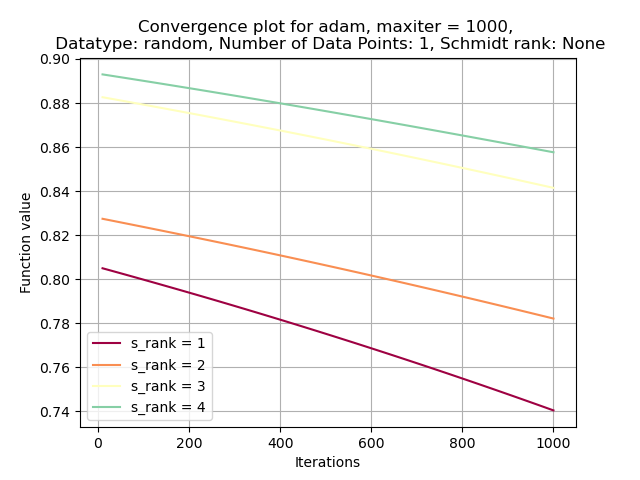 Convergence plot for adam, maxiter = 1000,
Datatype: random, Number of Data Points: 1, Schmidt rank: None
Function value
0.90
0.88
0.86
0.84
0.82
0.80
0.78
0.76
0.74
s_rank = 1
s_rank = 2
s_rank = 3
s_rank = 4
0 200 400 600 800 1000
Iterations